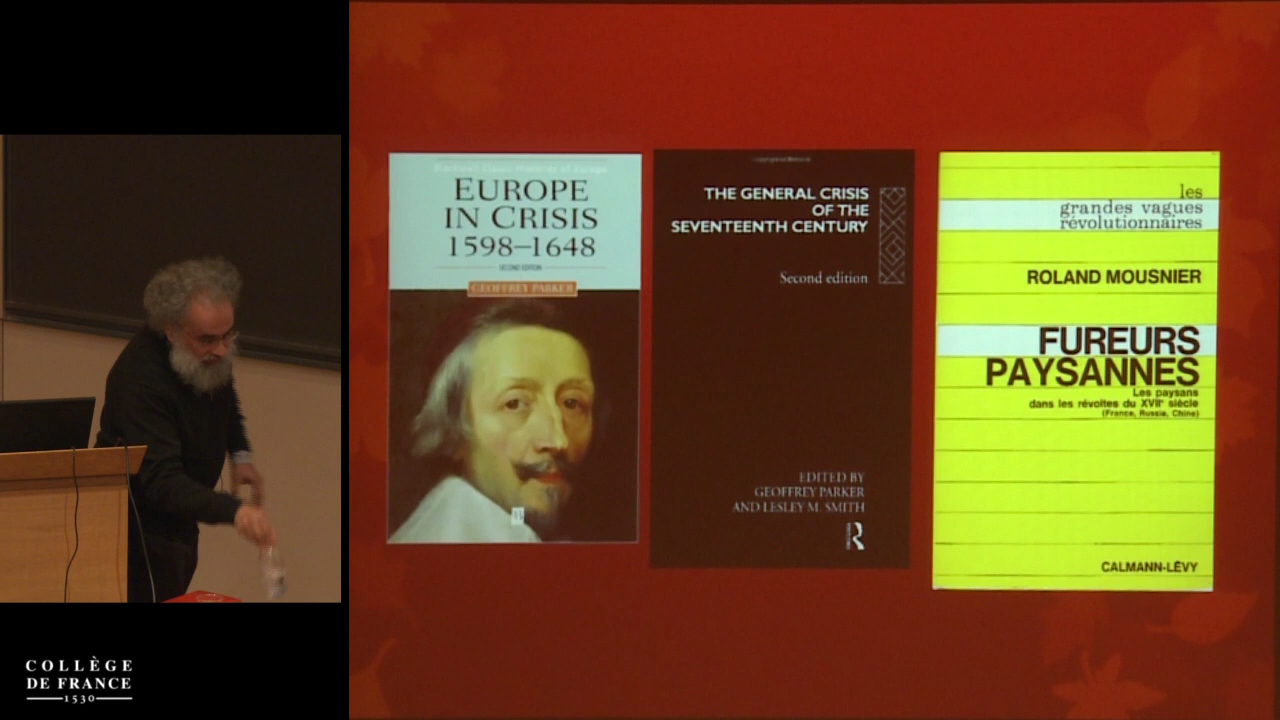 COLLÈGE
DE FRANCE
1530
EUROPE
IN CRISIS
1598–1648
SECOND EDITION
GEOFFREY PARKER
THE GENERAL CRISIS
OF THE
SEVENTEENTH CENTURY
Second edition
EDITED BY
GEOFFREY PARKER
AND LESLEY M. SMITH
R
les
grandes vagues
révolutionnaires
ROLAND MOUSNIER
FUREURS
PAYSANNES
Les paysans
dans les révoltes du XVIIe siècle
(France, Russie, Chine)
CALMANN-LÉVY